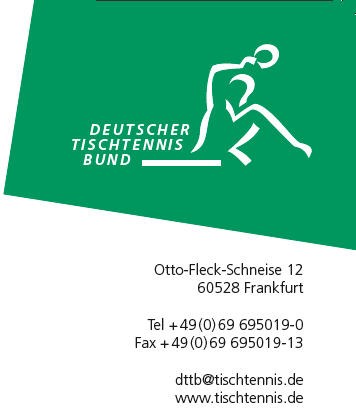 DEUTSCHER
TISCHTENNIS
BUND
Otto-Fleck-Schneise 12
60528 Frankfurt
Tel +49(0)69 695019-0
Fax +49(0)69 695019-13
dttb@tischtennis.de
www.tischtennis.de